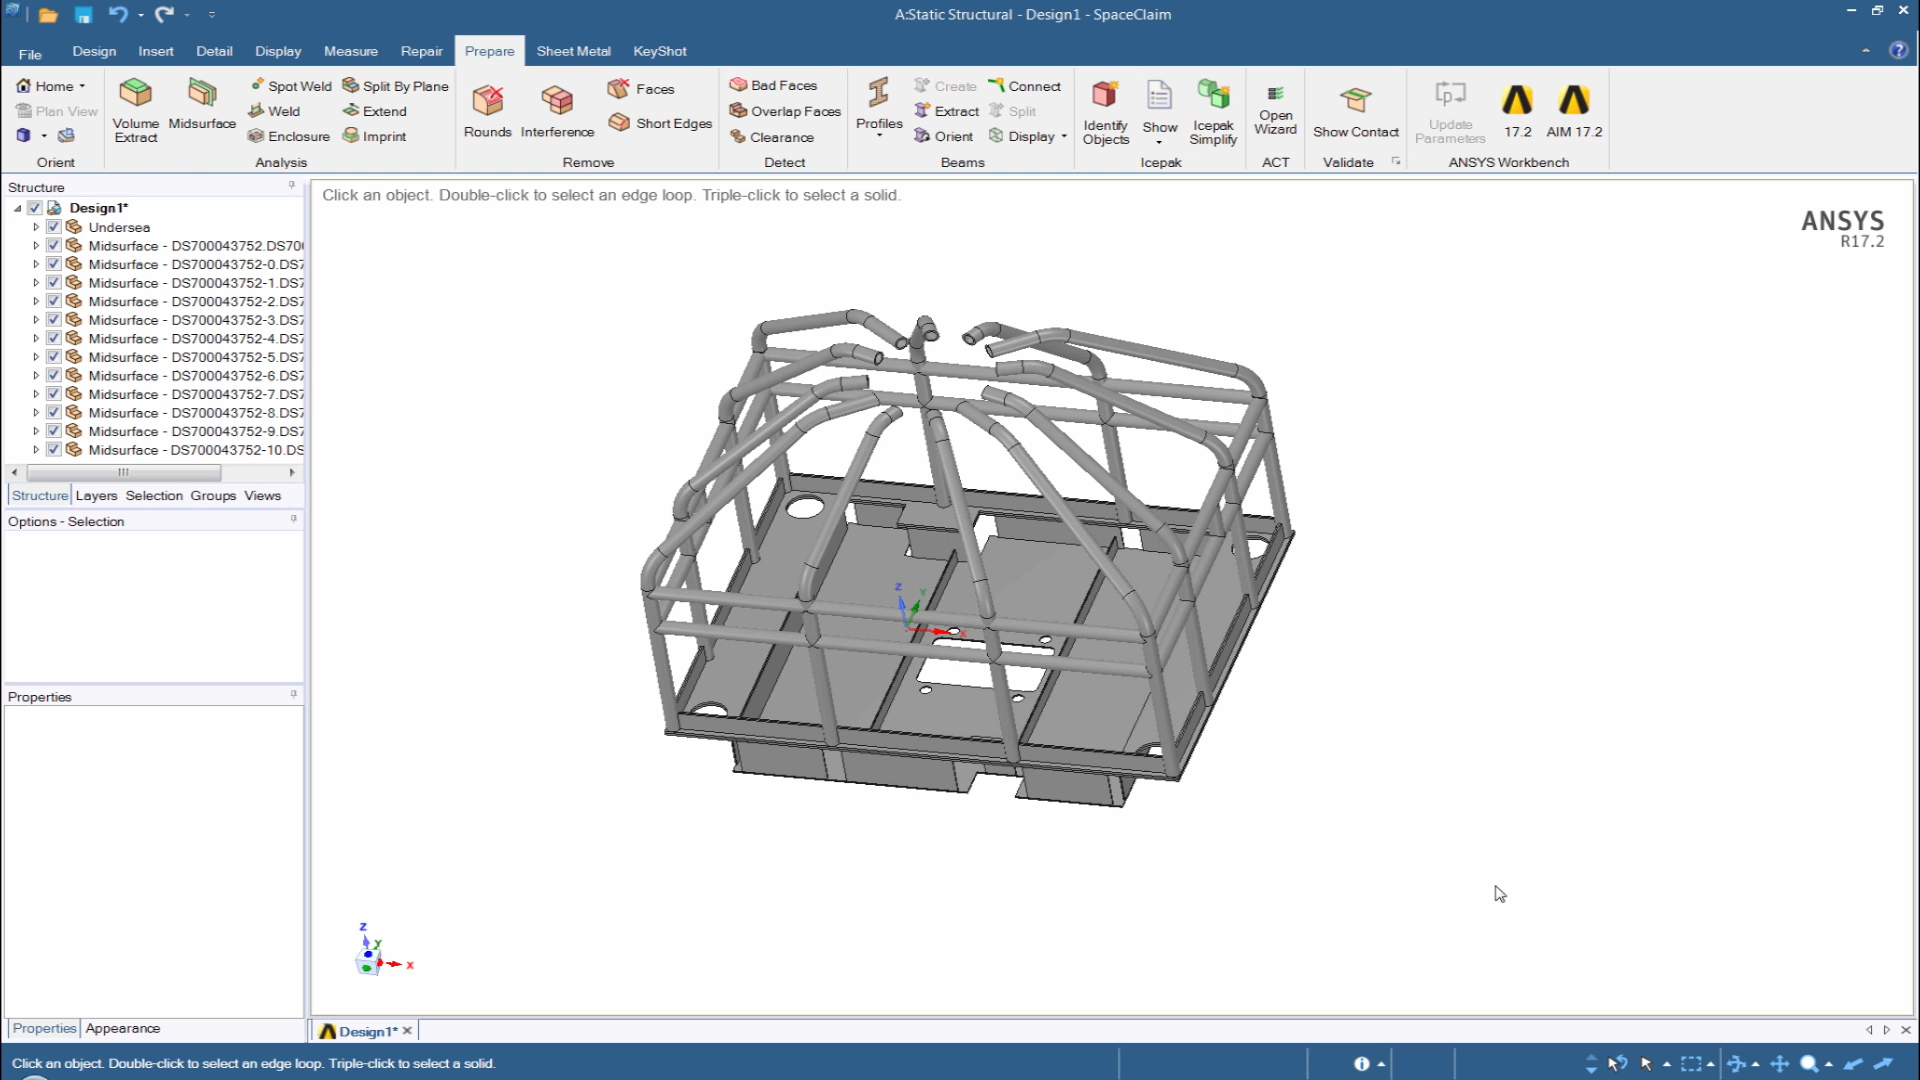 A:Static Structural - Design1 - SpaceClaim
File Design Insert Detail Display Measure Repair Prepare Sheet Metal KeyShot
Home
Plan View
Orient
Volume Extract
Midsurface
Spot Weld
Weld
Enclosure
Split By Plane
Extend
Imprint
Analysis
Rounds
Interference
Faces
Short Edges
Remove
Bad Faces
Overlap Faces
Clearance
Detect
Profiles
Create
Extract
Orient
Connect
Split
Display
Beams
Identify Objects
Show
Icepak Simplify
Icepak
Open Wizard
ACT
Show Contact
Validate
Update Parameters
17.2
AIM 17.2
ANSYS Workbench
Structure
Design1*
Undersea
Midsurface - DS700043752.DS70
Midsurface - DS700043752-0.DS7
Midsurface - DS700043752-1.DS7
Midsurface - DS700043752-2.DS7
Midsurface - DS700043752-3.DS7
Midsurface - DS700043752-4.DS7
Midsurface - DS700043752-5.DS7
Midsurface - DS700043752-6.DS7
Midsurface - DS700043752-7.DS7
Midsurface - DS700043752-8.DS7
Midsurface - DS700043752-9.DS7
Midsurface - DS700043752-10.DS
Structure Layers Selection Groups Views
Options - Selection
Properties
Properties Appearance
Click an object. Double-click to select an edge loop. Triple-click to select a solid.
ANSYS
R17.2
Z
Y
X
Z
Y
X
Design1*
Click an object. Double-click to select an edge loop. Triple-click to select a solid.